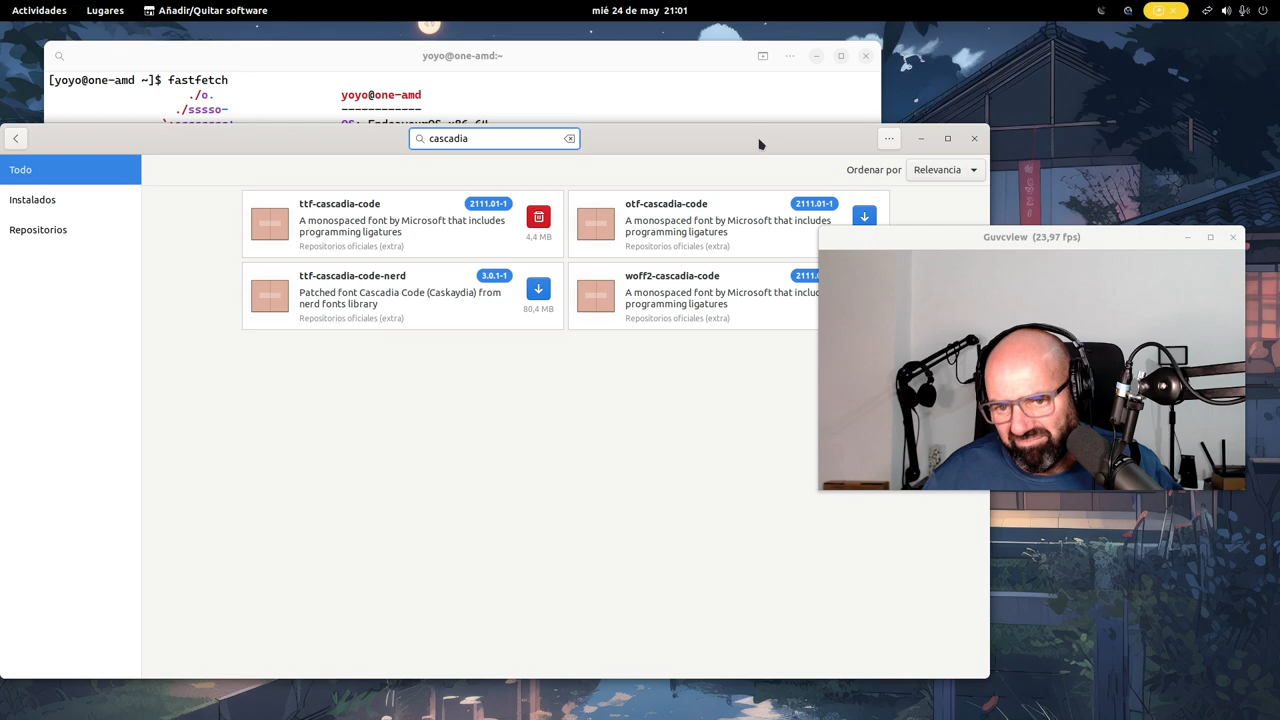 Actividades Lugares Añadir/Quitar software mié 24 de may 21:01
yoyo@one-amd:~
[yoyo@one-amd ~]$ fastfetch
./o. yoyo@one-amd
./sssso- ------------
cascadia
Todo
Instalados
Repositorios
Ordenar por Relevancia
ttf-cascadia-code 2111.01-1
A monospaced font by Microsoft that includes
programming ligatures
Repositorios oficiales (extra)
4,4 MB
otf-cascadia-code 2111.01-1
A monospaced font by Microsoft that includes
programming ligatures
Repositorios oficiales (extra)
ttf-cascadia-code-nerd 3.0.1-1
Patched font Cascadia Code (Caskaydia) from
nerd fonts library
Repositorios oficiales (extra)
80,4 MB
woff2-cascadia-code 2111.
A monospaced font by Microsoft that inclu
programming ligatures
Repositorios oficiales (extra)
Guvcview (23,97 fps)